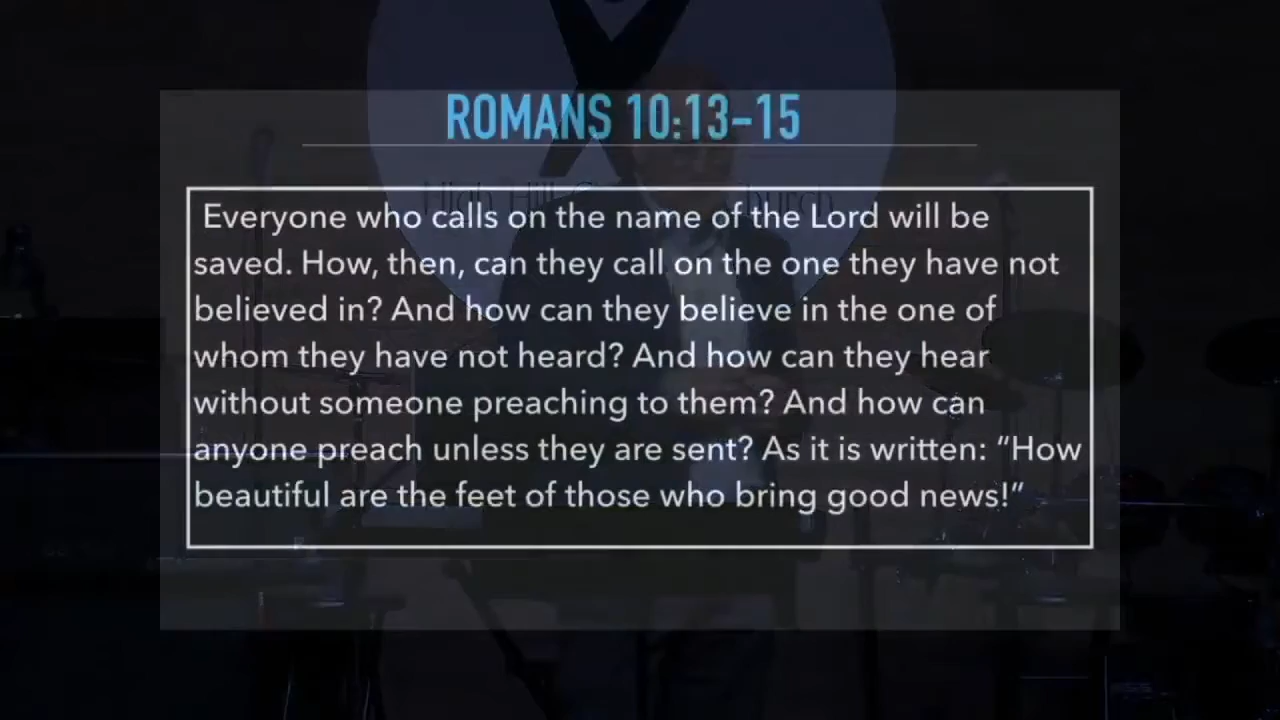 ROMANS 10:13-15
High Hill C hurch
Everyone who calls on the name of the Lord will be
saved. How, then, can they call on the one they have not
believed in? And how can they believe in the one of
whom they have not heard? And how can they hear
without someone preaching to them? And how can
anyone preach unless they are sent? As it is written: “How
beautiful are the feet of those who bring good news!”